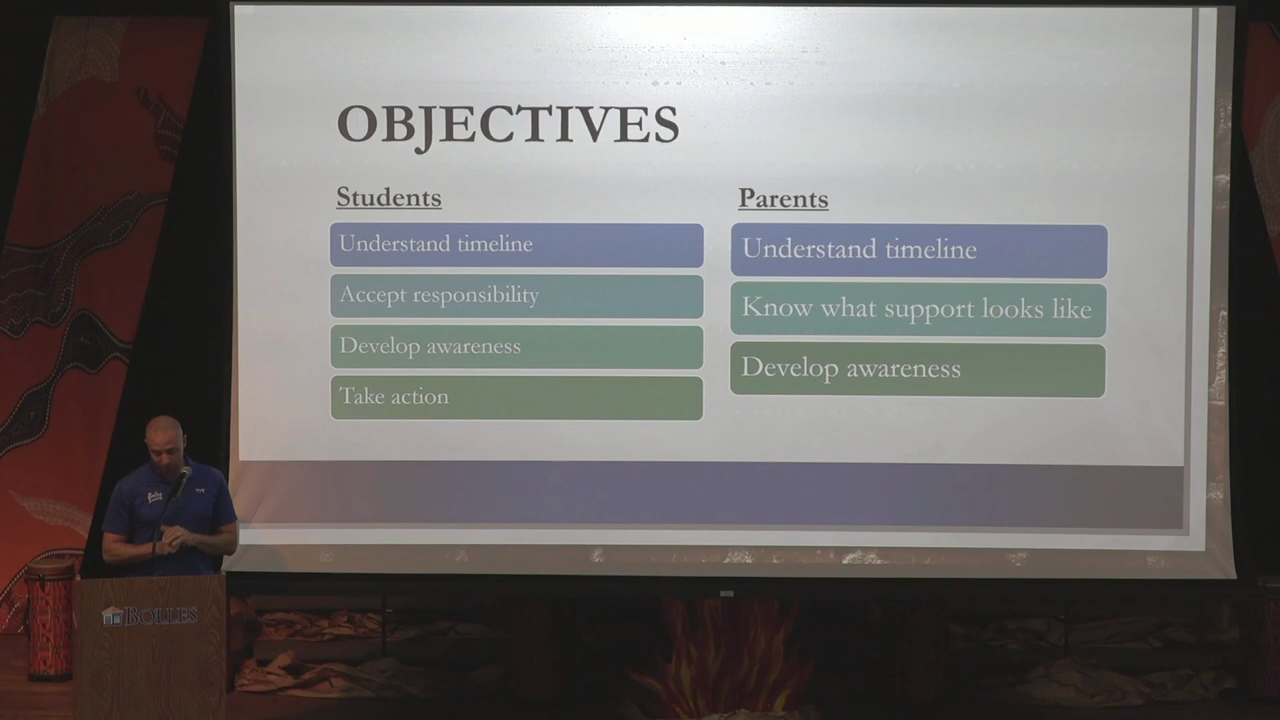 OBJECTIVES
Students
Understand timeline
Accept responsibility
Develop awareness
Take action
Parents
Understand timeline
Know what support looks like
Develop awareness
BOLLES